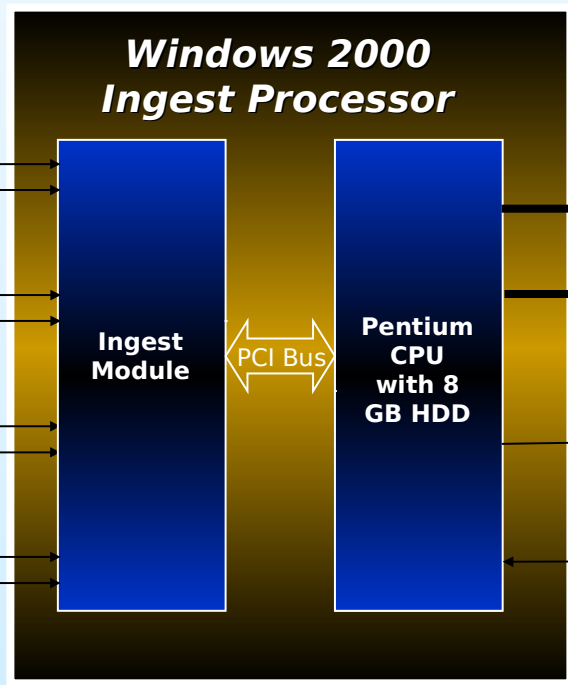 Windows 2000
Ingest Processor
Ingest
Module
PCI Bus
Pentium
CPU
with 8
GB HDD